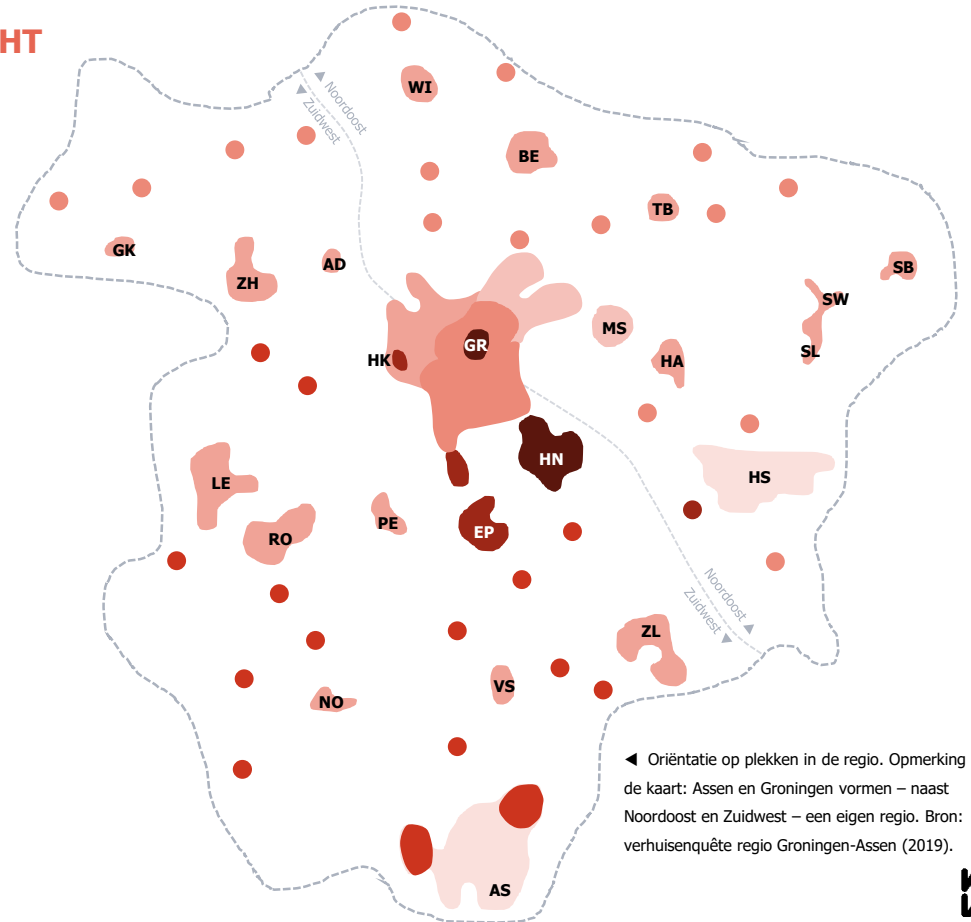 HT
WI
◄ Noordoost
◄ Zuidwest
BE
TB
GK
ZH
AD
SB
SW
MS
GR
HK
HA
SL
HN
HS
LE
PE
EP
RO
Noordoost ►
Zuidwest ►
ZL
VS
NO
◄ Oriëntatie op plekken in de regio. Opmerking
de kaart: Assen en Groningen vormen – naast
Noordoost en Zuidwest – een eigen regio. Bron:
verhuisenquête regio Groningen-Assen (2019).
AS